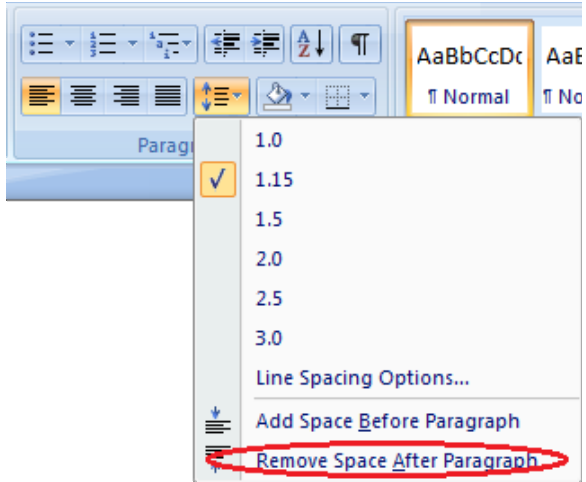 AaBbCcDc AaB
¶ Normal ¶ No
Paragr
1.0
1.15
1.5
2.0
2.5
3.0
Line Spacing Options...
Add Space Before Paragraph
Remove Space After Paragraph